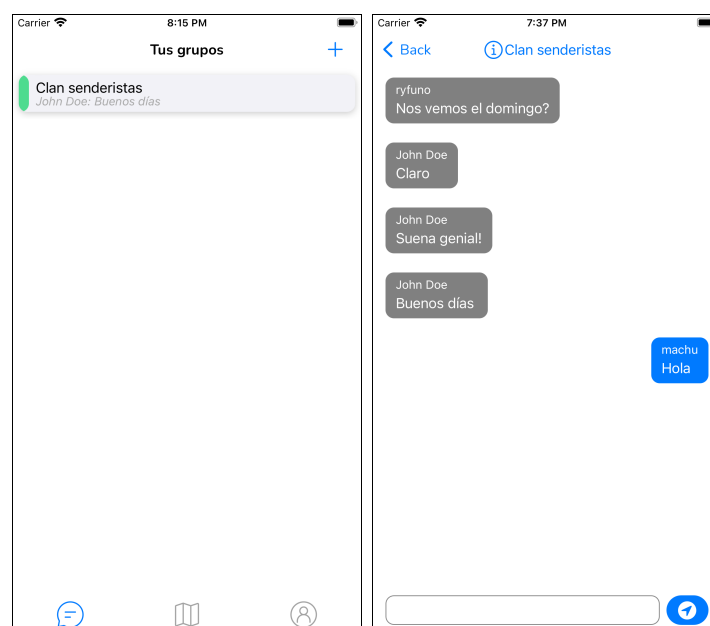 Carrier 8:15 PM
Tus grupos
Clan senderistas
John Doe: Buenos días
Carrier 7:37 PM
Back Clan senderistas
ryfuno
Nos vemos el domingo?
John Doe
Claro
John Doe
Suena genial!
John Doe
Buenos días
machu
Hola